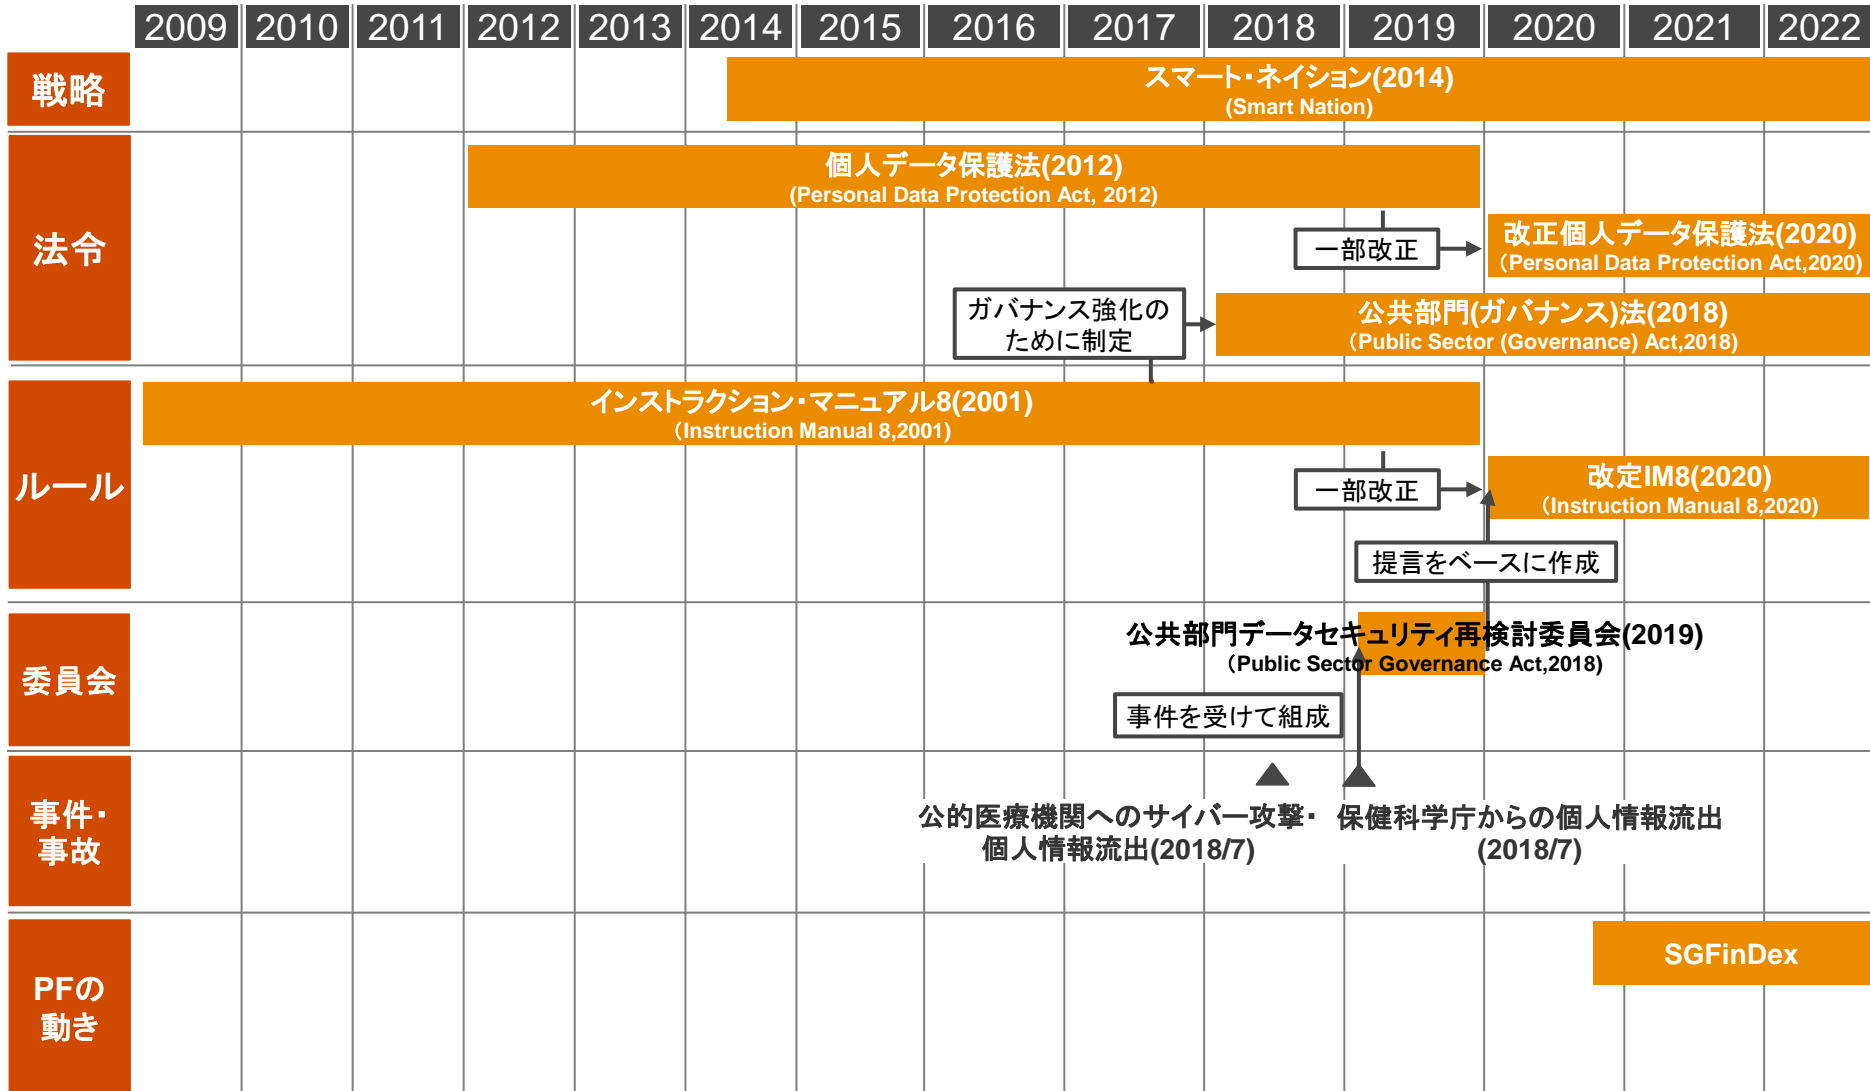 2009 2010 2011 2012 2013 2014 2015 2016 2017 2018 2019 2020 2021 2022
戦略
スマート・ネイション(2014)
(Smart Nation)
法令
個人データ保護法(2012)
(Personal Data Protection Act, 2012)
一部改正
改正個人データ保護法(2020)
(Personal Data Protection Act,2020)
ガバナンス強化の
ために制定
公共部門(ガバナンス)法(2018)
(Public Sector (Governance) Act,2018)
ルール
インストラクション・マニュアル8(2001)
(Instruction Manual 8,2001)
一部改正
改定IM8(2020)
(Instruction Manual 8,2020)
提言をベースに作成
委員会
公共部門データセキュリティ再検討委員会(2019)
(Public Sector Governance Act,2018)
事件を受けて組成
事件・
事故
公的医療機関へのサイバー攻撃・
個人情報流出(2018/7)
保健科学庁からの個人情報流出
(2018/7)
PFの
動き
SGFinDex